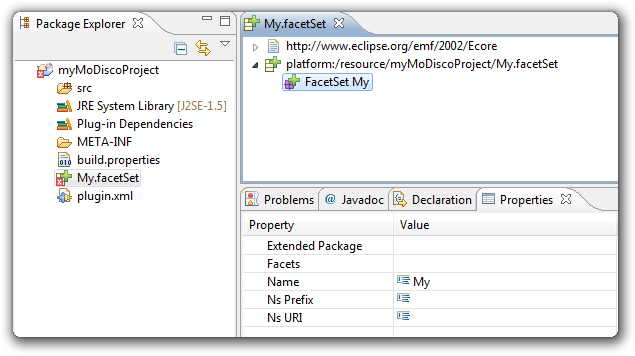 Package Explorer
myMoDiscoProject
src
JRE System Library [J2SE-1.5]
Plug-in Dependencies
META-INF
build.properties
My.facetSet
plugin.xml
My.facetSet
http://www.eclipse.org/emf/2002/Ecore
platform:/resource/myMoDiscoProject/My.facetSet
FacetSet My
Problems @ Javadoc Declaration Properties
Property Value
Extended Package
Facets
Name My
Ns Prefix
Ns URI